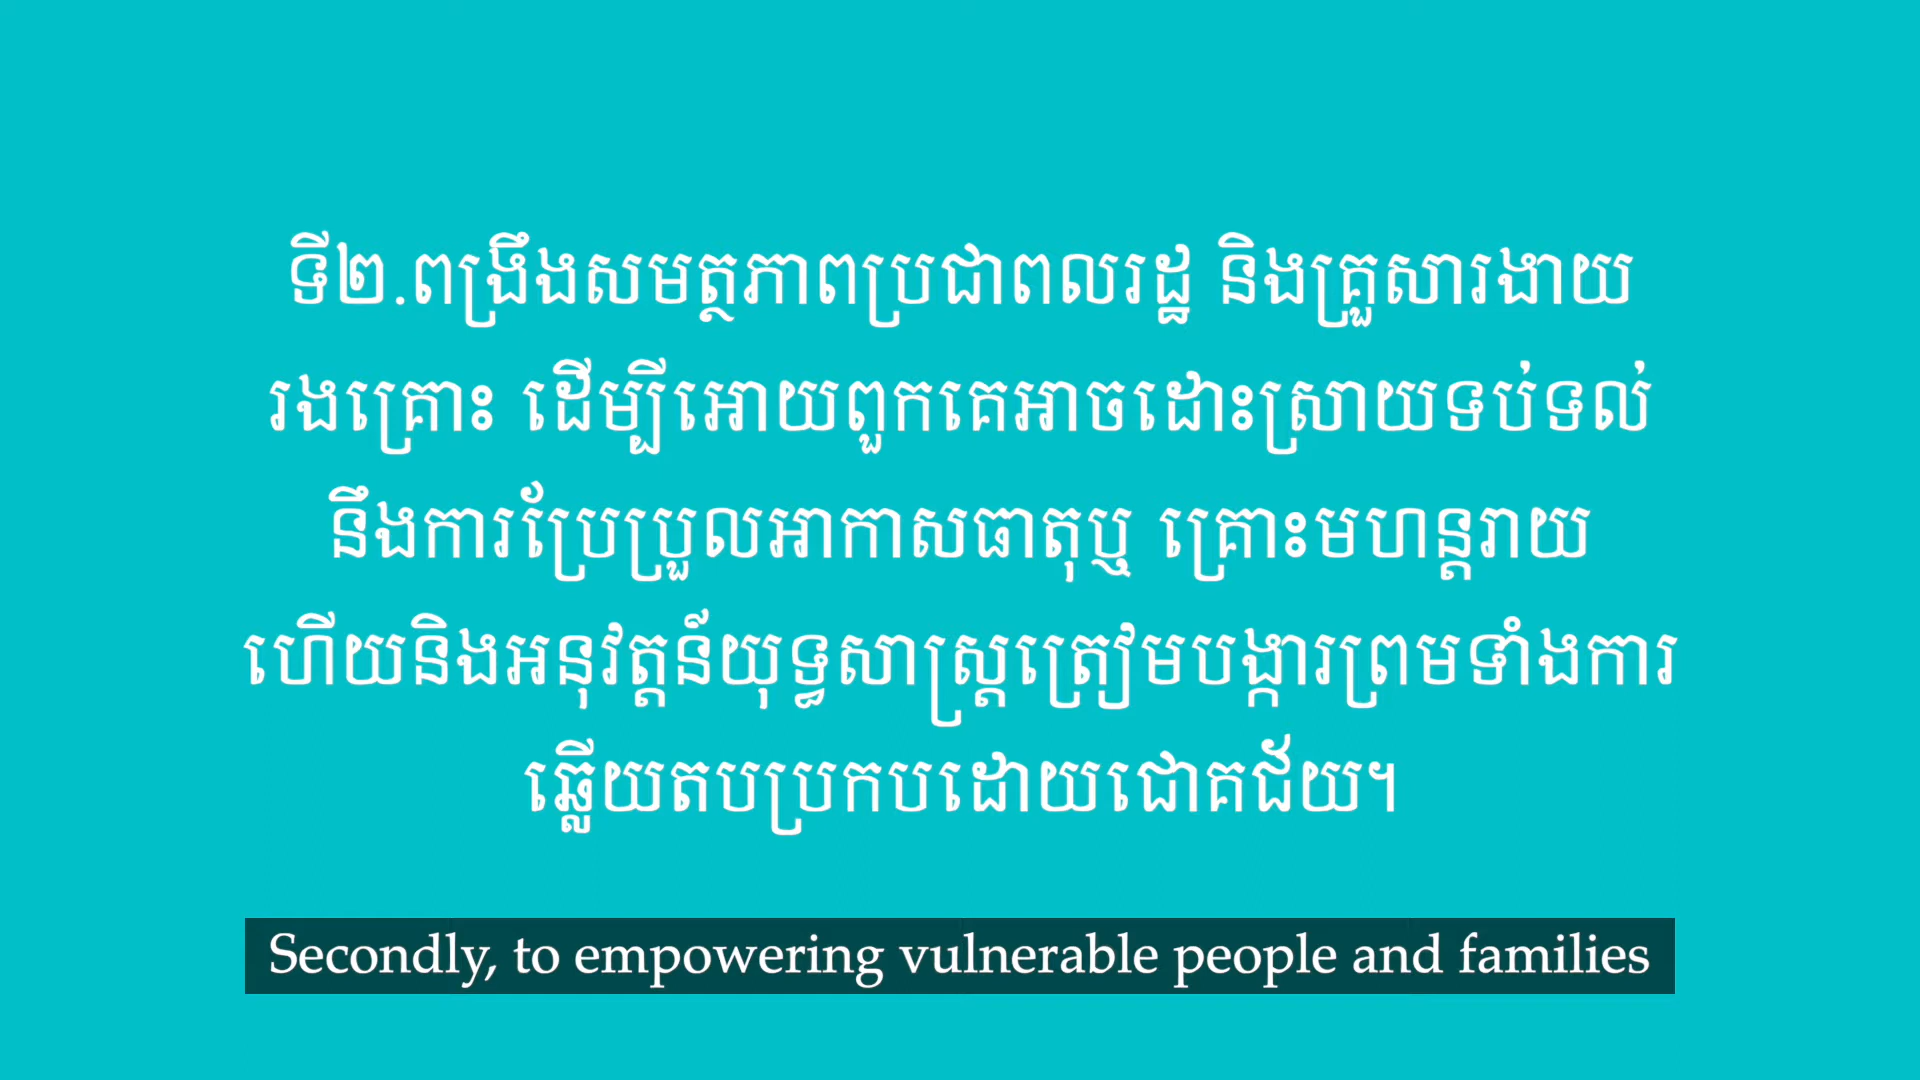 ទី២.ពង្រឹងសមត្ថភាពប្រជាពលរដ្ឋ និងគ្រួសារងាយ
រងគ្រោះ ដើម្បីអោយពួកគេអាចដោះស្រាយទប់ទល់
នឹងការប្រែប្រួលអាកាសធាតុឬ គ្រោះមហន្តរាយ
ហើយនិងអនុវត្តន៍យុទ្ធសាស្ត្រត្រៀមបង្ការព្រមទាំងការ
ឆ្លើយតបប្រកបដោយជោគជ័យ។
Secondly, to empowering vulnerable people and families